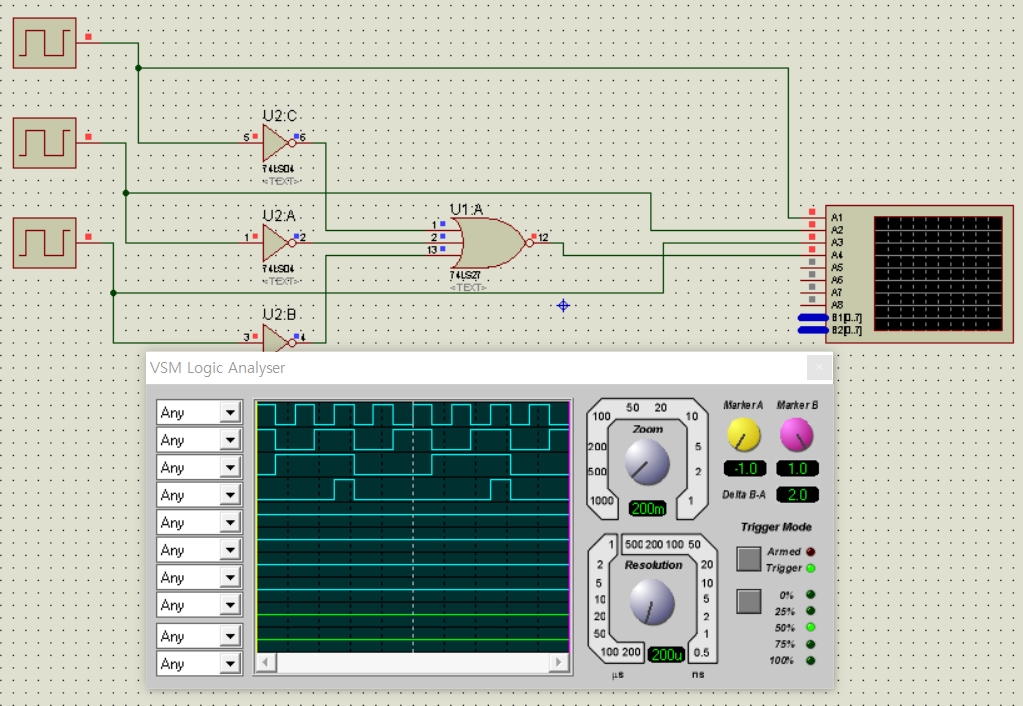 U2:C
5
6
74LS04
<TEXT>
U2:A
1
2
74LS04
<TEXT>
U2:B
3
4
U1:A
1
2
13
12
74LS27
<TEXT>
A1
A2
A3
A4
A5
A6
A7
A8
B1[0..7]
B2[0..7]
VSM Logic Analyser
Any
Any
Any
Any
Any
Any
Any
Any
Any
Any
50 20
100 10
Zoom
200 5
500 2
1000 1
200m
1 500 200 100 50
2 Resolution 20
5 10
10 5
20 2
50 1
100 200 200u 0.5
µs ns
Marker A Marker B
-1.0 1.0
Delta B-A 2.0
Trigger Mode
Armed
Trigger
0%
25%
50%
75%
100%